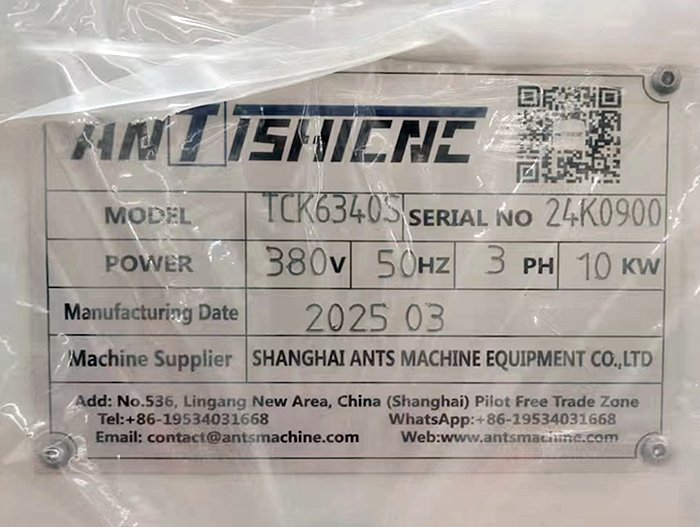 ANTISHICNC
MODEL TCK6340S SERIAL NO 24K0900
POWER 380V 50HZ 3 PH 10 KW
Manufacturing Date 2025 03
Machine Supplier SHANGHAI ANTS MACHINE EQUIPMENT CO.,LTD
Add: No.536, Lingang New Area, China (Shanghai) Pilot Free Trade Zone
Tel:+86-19534031668 WhatsApp:+86-19534031668
Email: contact@antsmachine.com Web:www.antsmachine.com